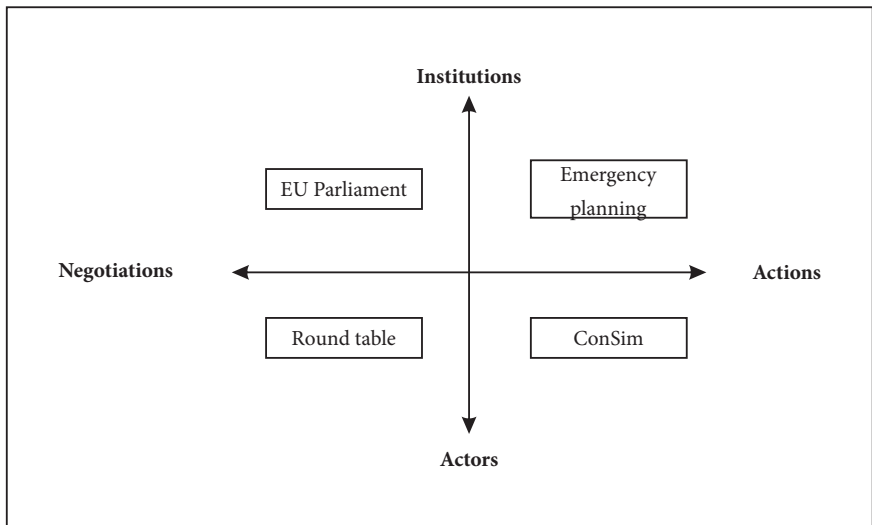 Institutions
EU Parliament
Emergency
planning
Negotiations
Actions
Round table
ConSim
Actors